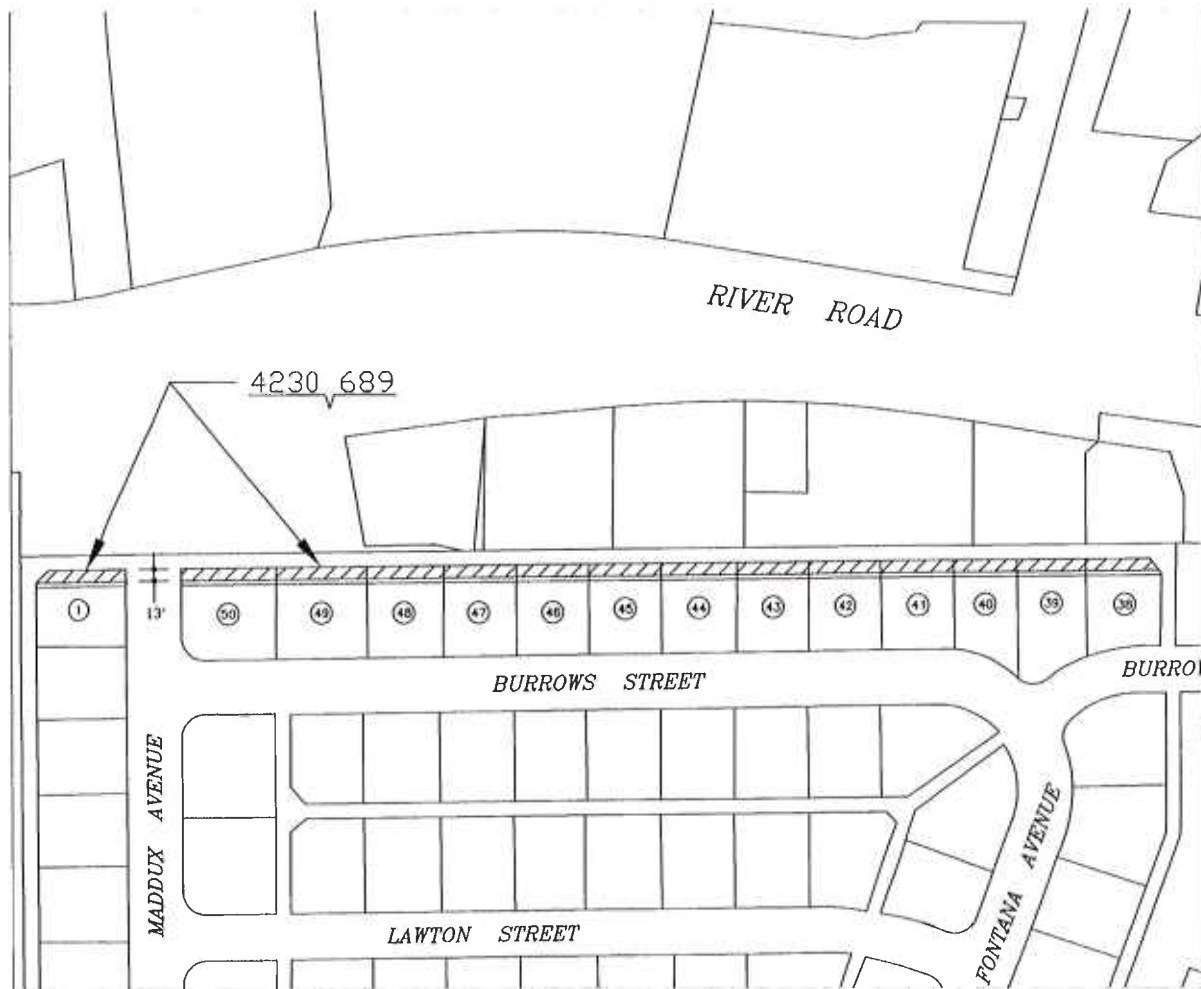 RIVER ROAD
4230 689
1
13'
50
49
48
47
46
45
44
43
42
41
40
39
38
BURROWS STREET
BURROW
MADDUX AVENUE
FONTANA AVENUE
LAWTON STREET